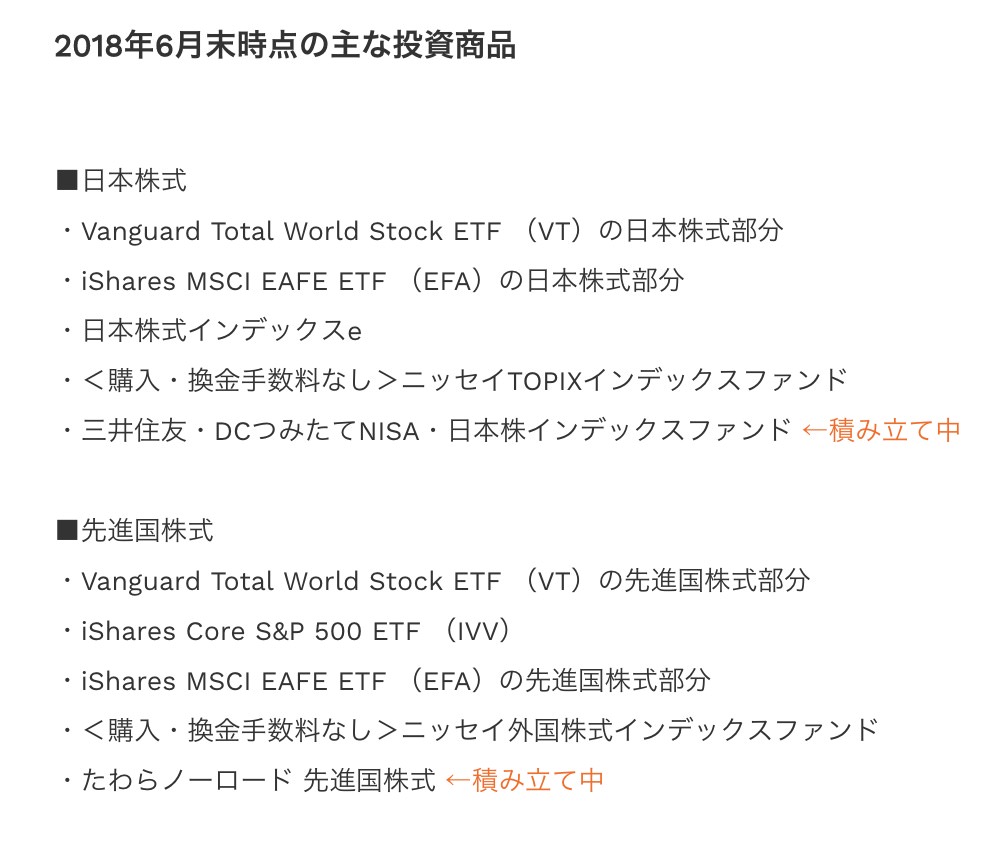 2018年6月末時点の主な投資商品
■日本株式
・Vanguard Total World Stock ETF （VT）の日本株式部分
・iShares MSCI EAFE ETF （EFA）の日本株式部分
・日本株式インデックスe
・＜購入・換金手数料なし＞ニッセイTOPIXインデックスファンド
・三井住友・DCつみたてNISA・日本株インデックスファンド ←積み立て中
■先進国株式
・Vanguard Total World Stock ETF （VT）の先進国株式部分
・iShares Core S&P 500 ETF （IVV）
・iShares MSCI EAFE ETF （EFA）の先進国株式部分
・＜購入・換金手数料なし＞ニッセイ外国株式インデックスファンド
・たわらノーロード 先進国株式 ←積み立て中